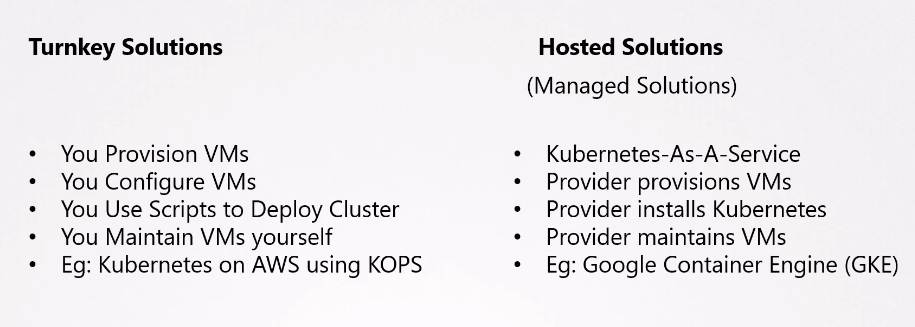 Turnkey Solutions
• You Provision VMs
• You Configure VMs
• You Use Scripts to Deploy Cluster
• You Maintain VMs yourself
• Eg: Kubernetes on AWS using KOPS
Hosted Solutions
(Managed Solutions)
• Kubernetes-As-A-Service
• Provider provisions VMs
• Provider installs Kubernetes
• Provider maintains VMs
• Eg: Google Container Engine (GKE)